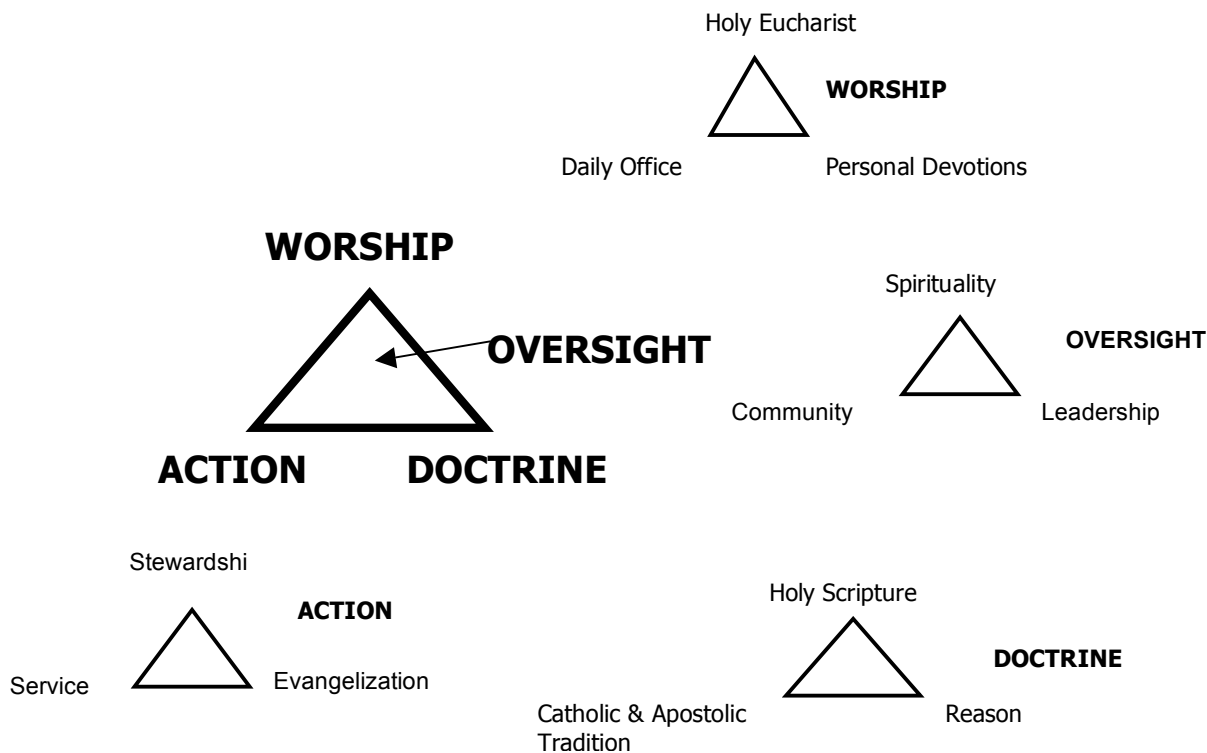 Holy Eucharist
WORSHIP
Daily Office
Personal Devotions
WORSHIP
OVERSIGHT
ACTION
DOCTRINE
Spirituality
OVERSIGHT
Community
Leadership
Stewardshi
ACTION
Service
Evangelization
Holy Scripture
DOCTRINE
Catholic & Apostolic
Tradition
Reason